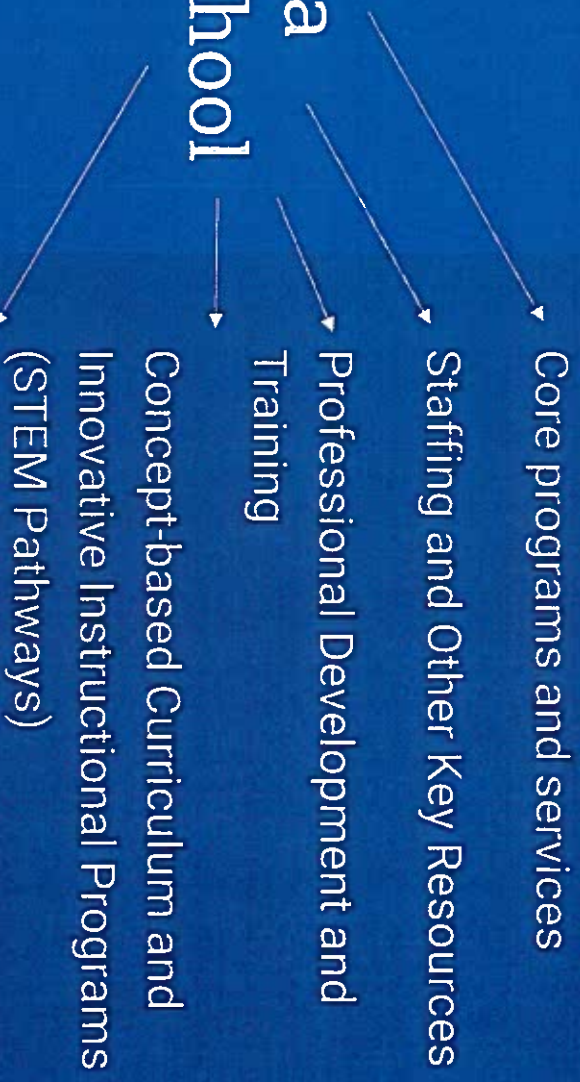 a
hool
Core programs and services
Staffing and Other Key Resources
Professional Development and
Training
Concept-based Curriculum and
Innovative Instructional Programs
(STEM Pathways)